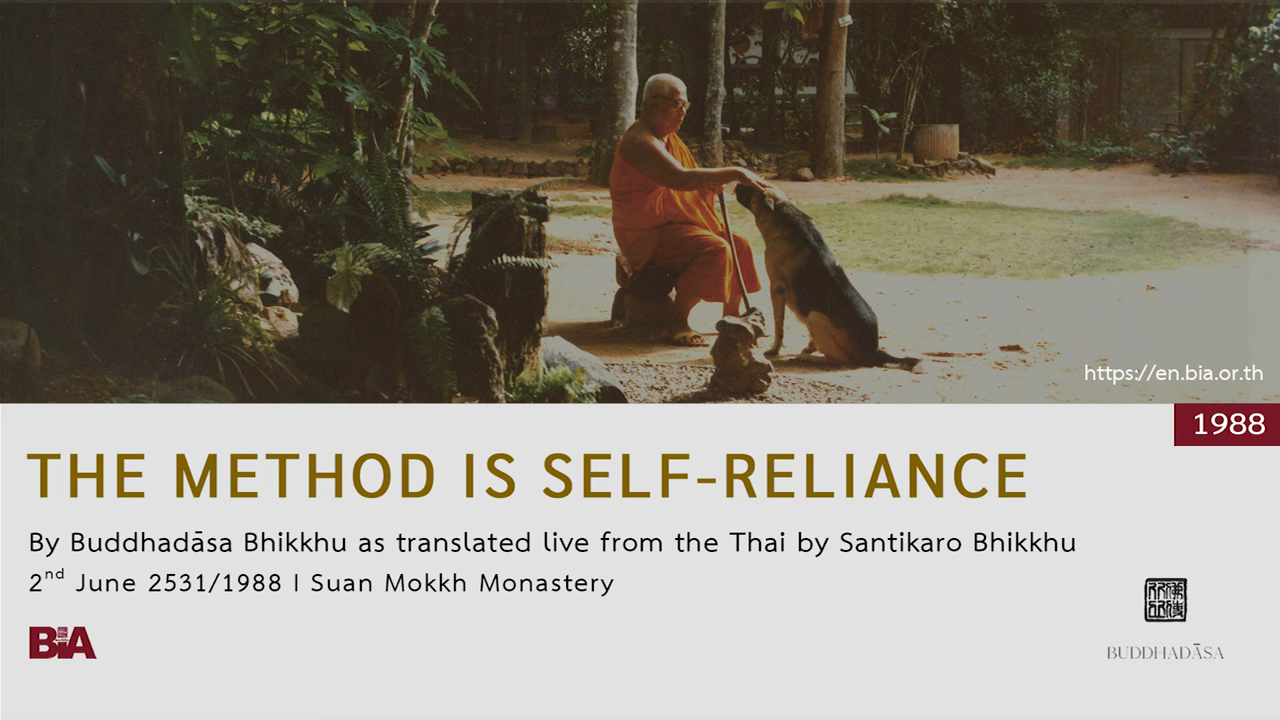 https://en.bia.or.th
1988
THE METHOD IS SELF-RELIANCE
By Buddhadāsa Bhikkhu as translated live from the Thai by Santikaro Bhikkhu
2nd June 2531/1988 | Suan Mokkh Monastery
BIA
BUDDHADĀSA